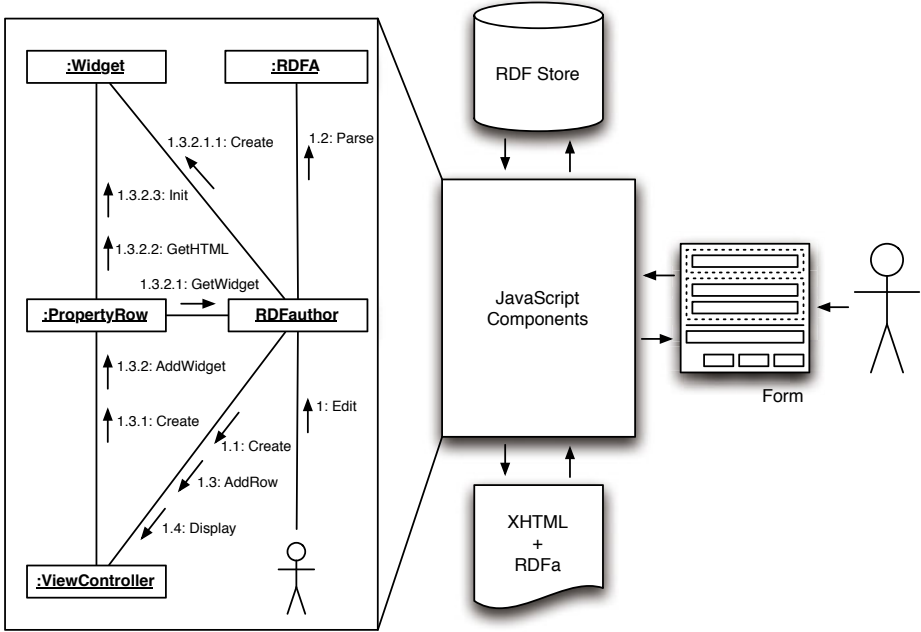 :Widget
:RDFA
RDF Store
1.3.2.1.1: Create
1.2: Parse
1.3.2.3: Init
1.3.2.2: GetHTML
1.3.2.1: GetWidget
:PropertyRow
RDFauthor
JavaScript
Components
1.3.2: AddWidget
1.3.1: Create
1: Edit
Form
1.1: Create
1.3: AddRow
1.4: Display
XHTML
+
RDFa
:ViewController